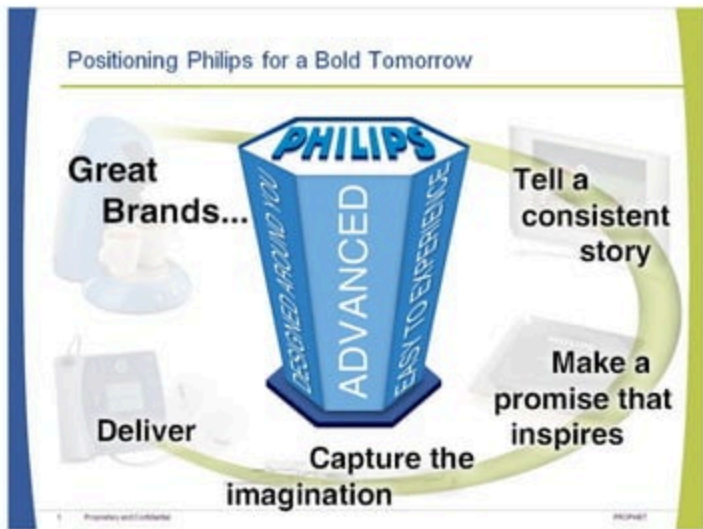 Positioning Philips for a Bold Tomorrow
PHILIPS
DESIGNED AROUND YOU
ADVANCED
EASY TO EXPERIENCE
Great
Brands...
Tell a
consistent
story
Make a
promise that
inspires
Capture the
imagination
Deliver
1
Proprietary and Confidential
PROPHET